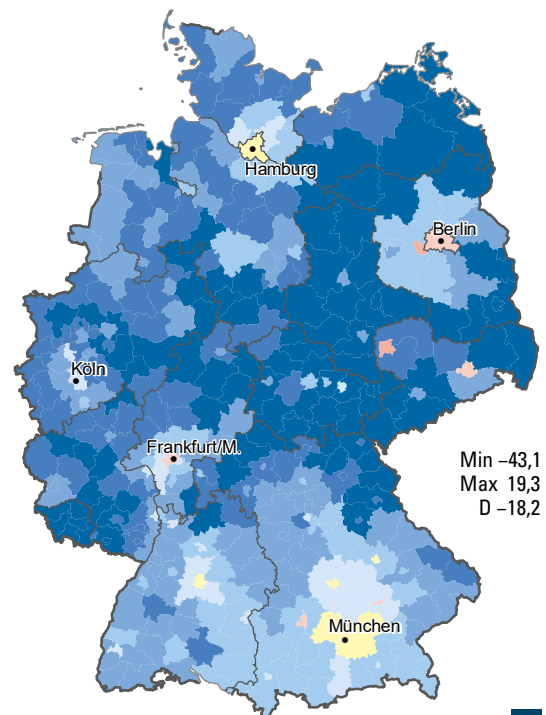 Hamburg
Berlin
Köln
Frankfurt/M.
Min –43,1
Max 19,3
D –18,2
München